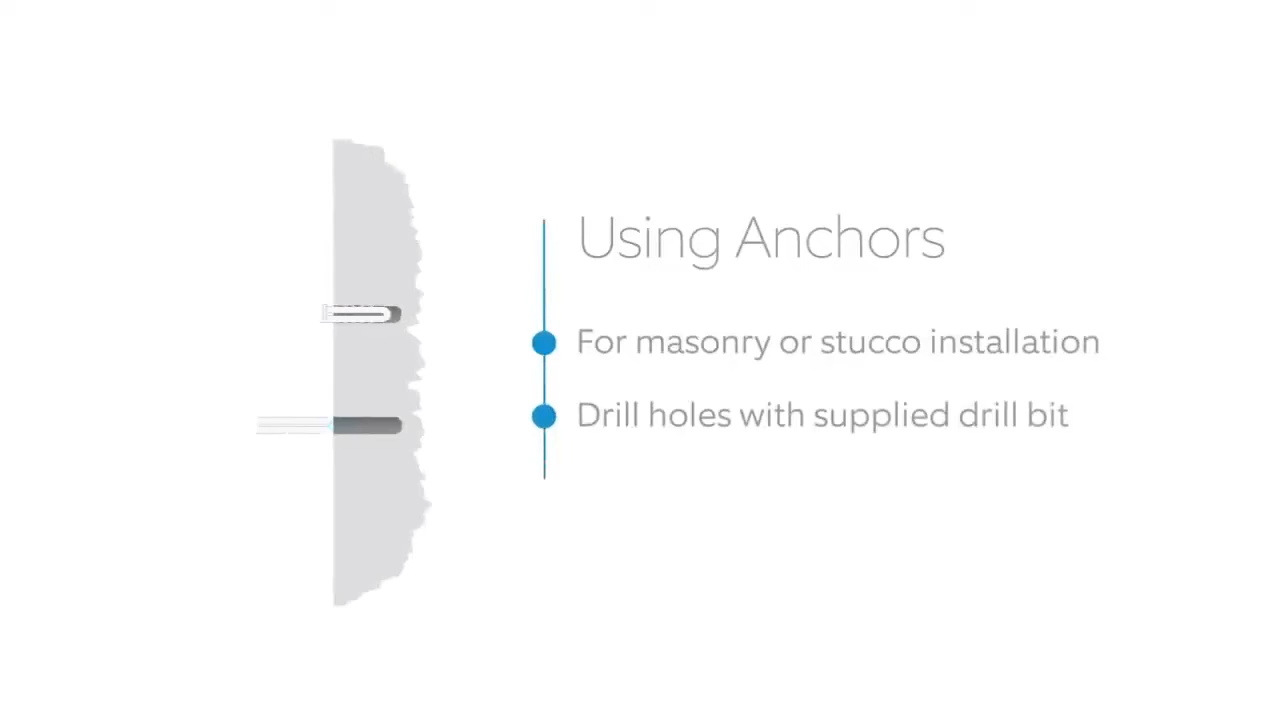 Using Anchors
For masonry or stucco installation
Drill holes with supplied drill bit